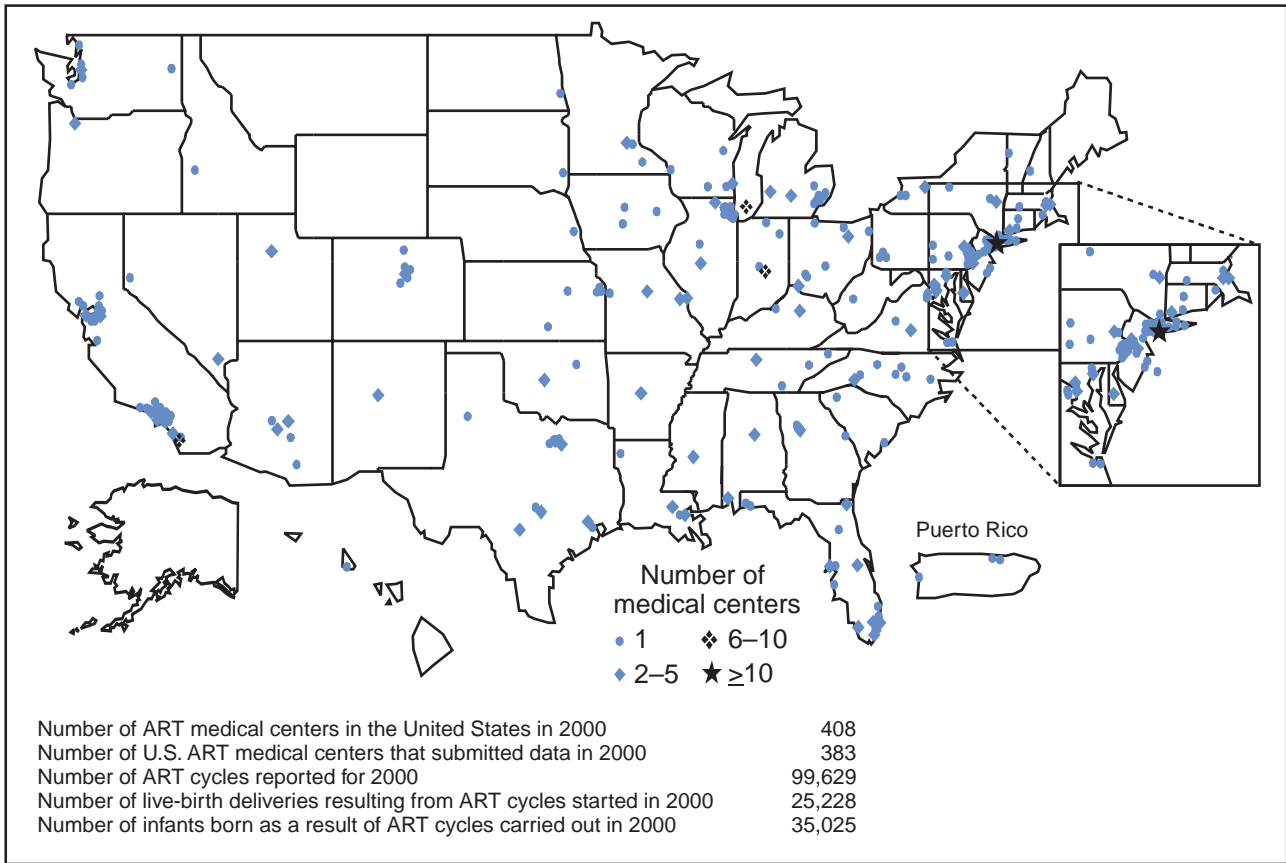 Puerto Rico
Number of
medical centers
1
6–10
2–5
≥10
Number of ART medical centers in the United States in 2000 408
Number of U.S. ART medical centers that submitted data in 2000 383
Number of ART cycles reported for 2000 99,629
Number of live-birth deliveries resulting from ART cycles started in 2000 25,228
Number of infants born as a result of ART cycles carried out in 2000 35,025